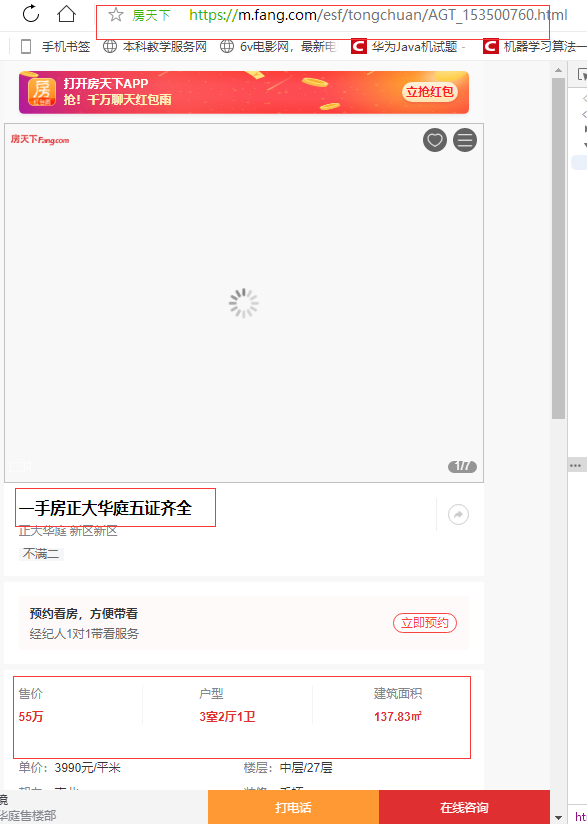 房天下 https://m.fang.com/esf/tongchuan/AGT_153500760.html
手机书签 本科教学服务网 6v电影网，最新电 华为Java机试题 - 机器学习算法一
打开房天下APP
抢！千万聊天红包雨
立抢红包
房天下Fang.com
1/7
一手房正大华庭五证齐全
正大华庭 新区新区
不满二
预约看房，方便带看
经纪人1对1带看服务
立即预约
售价 户型 建筑面积
55万 3室2厅1卫 137.83㎡
单价：3990元/平米 楼层：中层/27层
境
华庭售楼部
打电话 在线咨询
ht